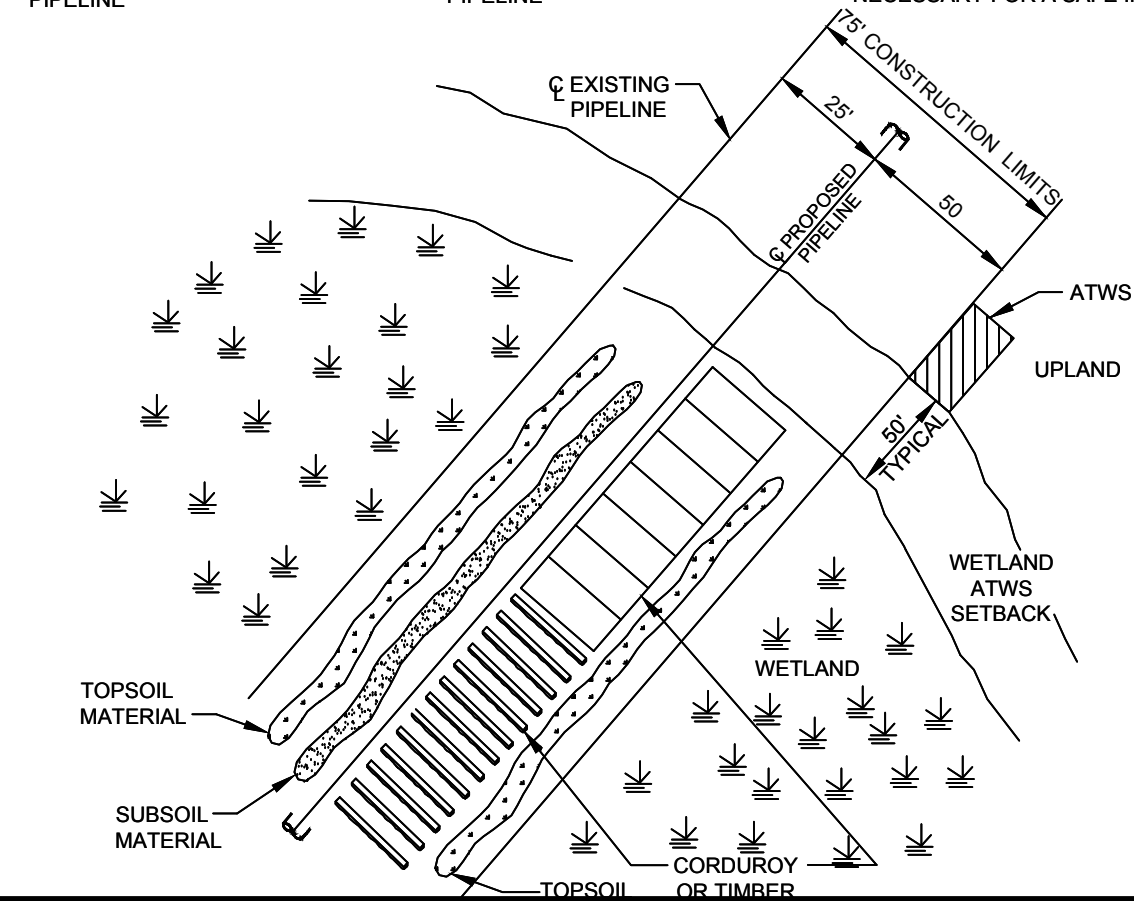 PIPELINE
PIPELINE
75' CONSTRUCTION LIMITS
℄ EXISTING
PIPELINE
25'
50
℄ PROPOSED
PIPELINE
ATWS
UPLAND
50'
TYPICAL
WETLAND
ATWS
SETBACK
WETLAND
TOPSOIL
MATERIAL
SUBSOIL
MATERIAL
CORDUROY
OR TIMBER
TOPSOIL